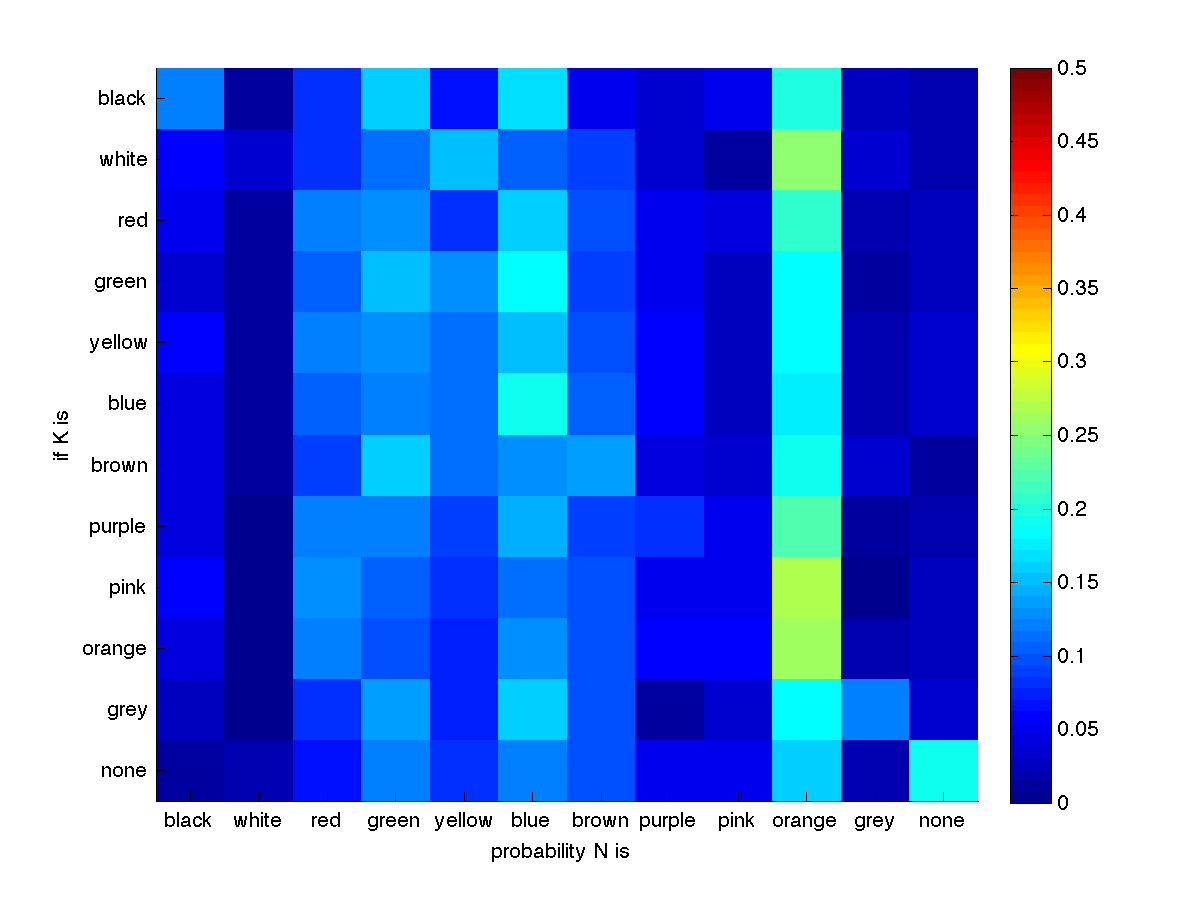 black
white
red
green
yellow
blue
brown
purple
pink
orange
grey
none
if K is
black white red green yellow blue brown purple pink orange grey none
probability N is
0.5
0.45
0.4
0.35
0.3
0.25
0.2
0.15
0.1
0.05
0